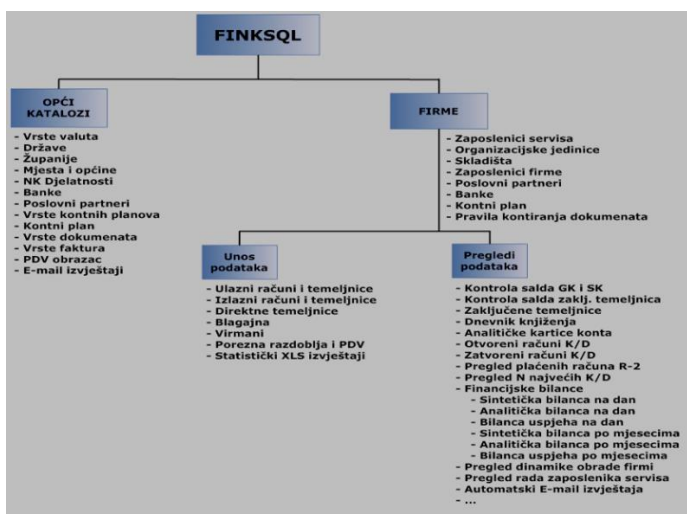 FINKSQL
OPĆI
KATALOZI
- Vrste valuta
- Države
- Županije
- Mjesta i općine
- NK Djelatnosti
- Banke
- Poslovni partneri
- Vrste kontnih planova
- Kontni plan
- Vrste dokumenata
- Vrste faktura
- PDV obrazac
- E-mail izvještaji
FIRME
- Zaposlenici servisa
- Organizacijske jedinice
- Skladišta
- Zaposlenici firme
- Poslovni partneri
- Banke
- Kontni plan
- Pravila kontiranja dokumenata
Unos
podataka
- Ulazni računi i temeljnice
- Izlazni računi i temeljnice
- Direktne temeljnice
- Blagajna
- Virmani
- Porezna razdoblja i PDV
- Statistički XLS izvještaji
Pregledi
podataka
- Kontrola salda GK i SK
- Kontrola salda zaklj. temeljnica
- Zaključene temeljnice
- Dnevnik knjiženja
- Analitičke kartice konta
- Otvoreni računi K/D
- Zatvoreni računi K/D
- Pregled plaćenih računa R-2
- Pregled N najvećih K/D
- Financijske bilance
- Sintetička bilanca na dan
- Analitička bilanca na dan
- Bilanca uspjeha na dan
- Sintetička bilanca po mjesecima
- Analitička bilanca po mjesecima
- Bilanca uspjeha po mjesecima
- Pregled dinamike obrade firmi
- Pregled rada zaposlenika servisa
- Automatski E-mail izvještaja
- ...